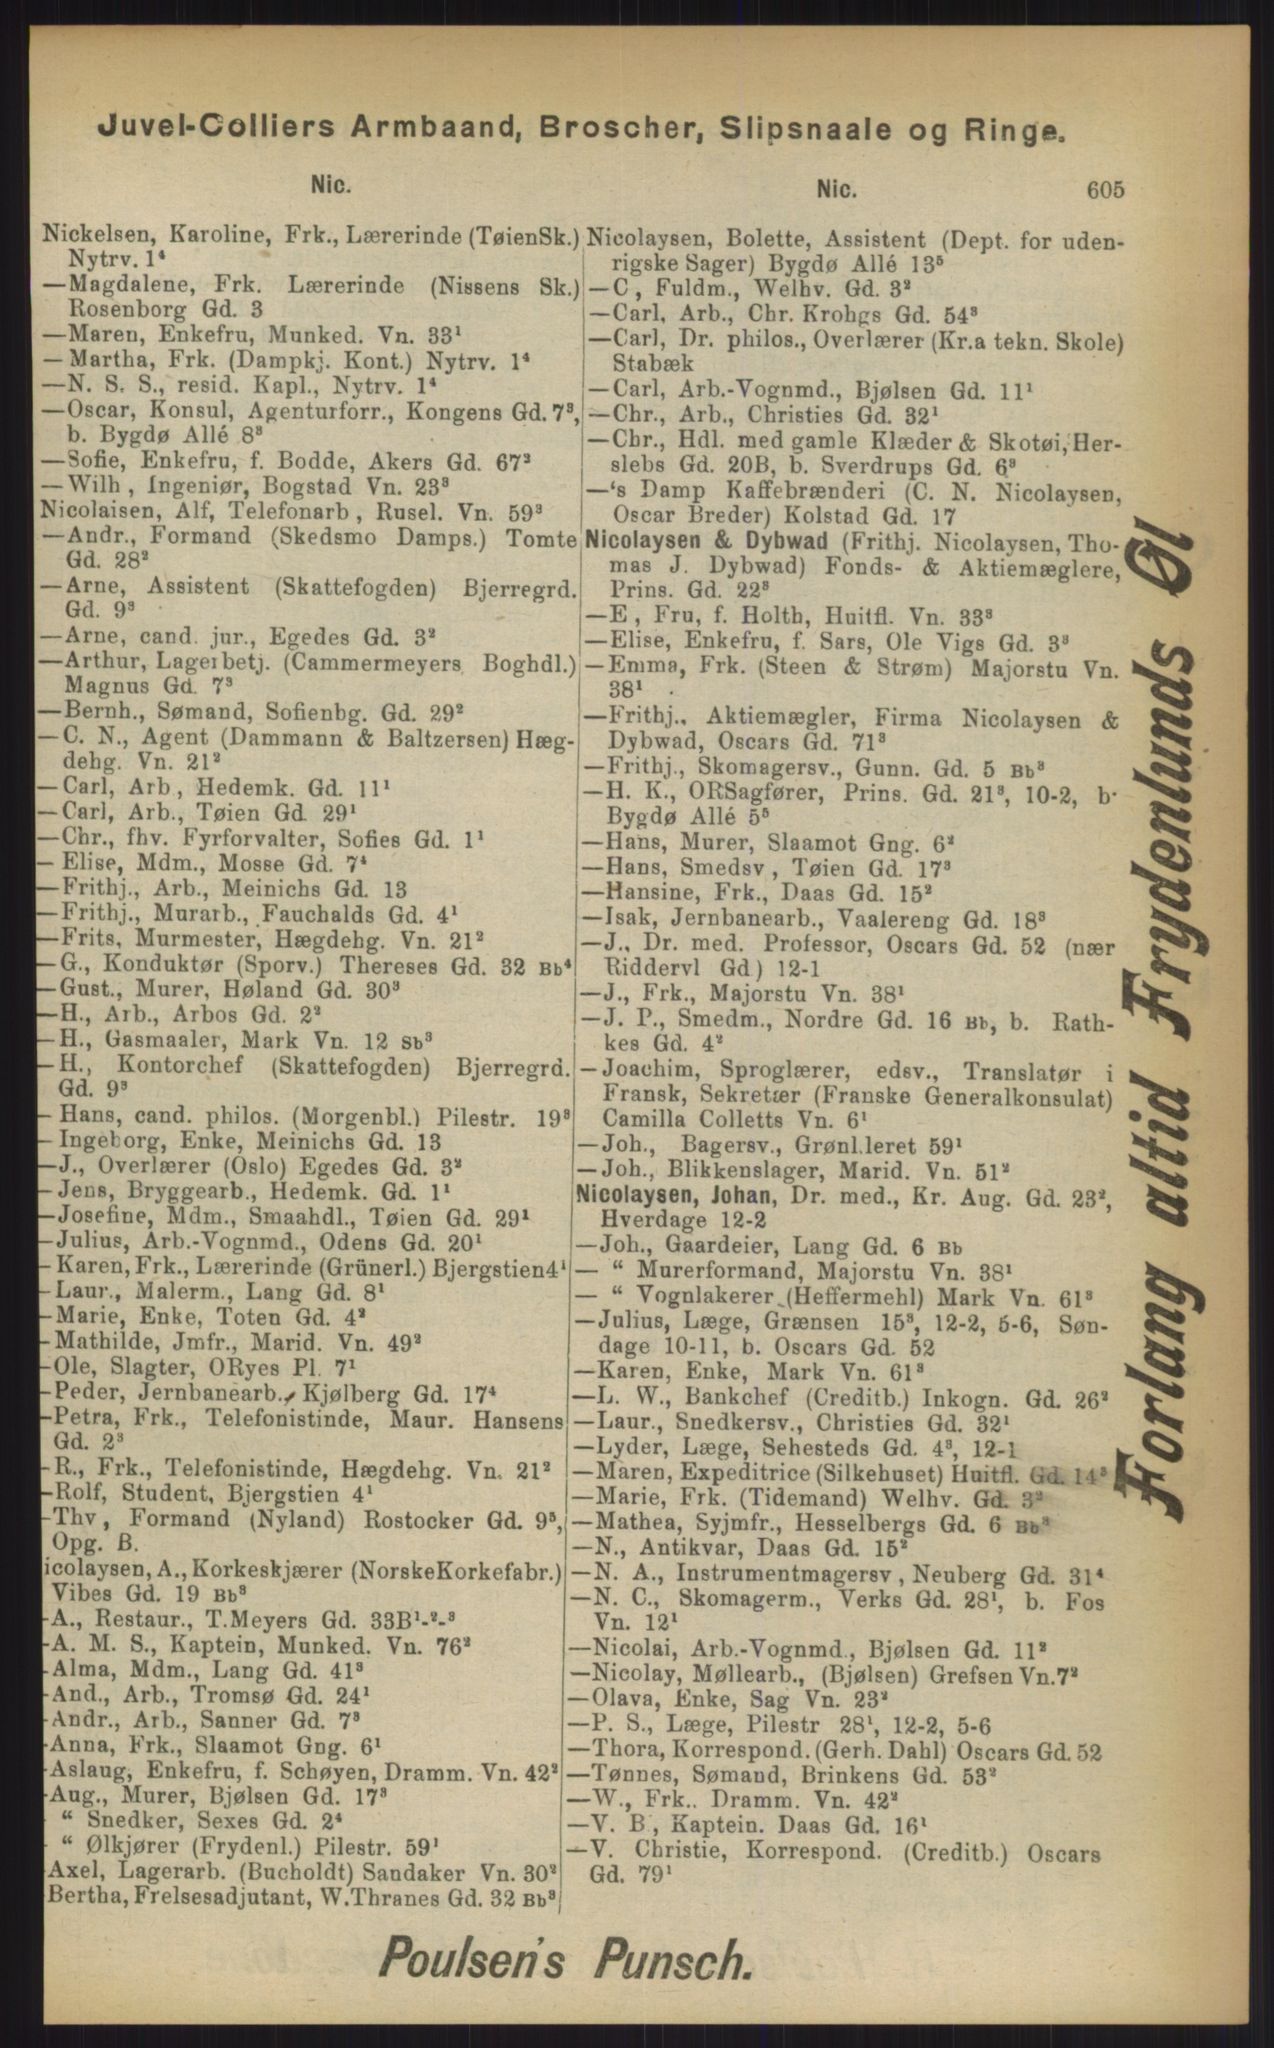 Juvel-Colliers Armbaand, Broscher, Slipsnaale og Ringe.
Nic.
Nic.
605
Nickelsen, Karoline, Frk., Lærerinde (TøienSk.)
Nytrv. 1⁴
—Magdalene, Frk. Lærerinde (Nissens Sk.)
Rosenborg Gd. 3
—Maren, Enkefru, Munked. Vn. 33¹
—Martha, Frk. (Dampkj. Kont.) Nytrv. 1⁴
—N. S. S., resid. Kapl., Nytrv. 1⁴
—Oscar, Konsul, Agenturforr., Kongens Gd. 7³,
b. Bygdø Allé 8³
—Sofie, Enkefru, f. Bodde, Akers Gd. 67²
—Wilh , Ingeniør, Bogstad Vn. 23³
Nicolaisen, Alf, Telefonarb , Rusel. Vn. 59³
—Andr., Formand (Skedsmo Damps.) Tomte
Gd. 28²
—Arne, Assistent (Skattefogden) Bjerregrd.
Gd. 9³
—Arne, cand. jur., Egedes Gd. 3²
—Arthur, Lagerbetj. (Cammermeyers Boghdl.)
Magnus Gd. 7³
—Bernh., Sømand, Sofienbg. Gd. 29²
—C. N., Agent (Dammann & Baltzersen) Hæg-
dehg. Vn. 21²
—Carl, Arb , Hedemk. Gd. 11¹
—Carl, Arb., Tøien Gd. 29¹
—Chr., fhv. Fyrforvalter, Sofies Gd. 1¹
—Elise, Mdm., Mosse Gd. 7⁴
—Frithj., Arb., Meinichs Gd. 13
—Frithj., Murarb., Fauchalds Gd. 4¹
—Frits, Murmester, Hægdehg. Vn. 21²
—G., Konduktør (Sporv.) Thereses Gd. 32 Bb⁴
—Gust., Murer, Høland Gd. 30³
—H., Arb., Arbos Gd. 2²
—H., Gasmaaler, Mark Vn. 12 Sb³
—H., Kontorchef (Skattefogden) Bjerregrd.
Gd. 9³
—Hans, cand. philos. (Morgenbl.) Pilestr. 19³
—Ingeborg, Enke, Meinichs Gd. 13
—J., Overlærer (Oslo) Egedes Gd. 3²
—Jens, Bryggearb., Hedemk. Gd. 1¹
—Josefine, Mdm., Smaahdl., Tøien Gd. 29¹
—Julius, Arb.-Vognmd., Odens Gd. 20¹
—Karen, Frk., Lærerinde (Grünerl.) Bjergstien4¹
—Laur., Malerm., Lang Gd. 8¹
—Marie, Enke, Toten Gd. 4²
—Mathilde, Jmfr., Marid. Vn. 49²
—Ole, Slagter, ORyes Pl. 7¹
—Peder, Jernbanearb., Kjølberg Gd. 17⁴
—Petra, Frk., Telefonistinde, Maur. Hansens
Gd. 2³
—R., Frk., Telefonistinde, Hægdehg. Vn. 21²
—Rolf, Student, Bjergstien 4¹
—Thv, Formand (Nyland) Rostocker Gd. 9⁵,
Opg. B.
icolaysen, A., Korkeskjærer (NorskeKorkefabr.)
Vibes Gd. 19 Bb³
-A., Restaur., T.Meyers Gd. 33B¹-²-³
-A. M. S., Kaptein, Munked. Vn. 76²
-Alma, Mdm., Lang Gd. 41³
-And., Arb., Tromsø Gd. 24¹
-Andr., Arb., Sanner Gd. 7³
-Anna, Frk., Slaamot Gng. 6¹
-Aslaug, Enkefru, f. Schøyen, Dramm. Vn. 42²
-Aug., Murer, Bjølsen Gd. 17³
- “ Snedker, Sexes Gd. 2⁴
- “ Ølkjører (Frydenl.) Pilestr. 59¹
-Axel, Lagerarb. (Bucholdt) Sandaker Vn. 30²
Bertha, Frelsesadjutant, W.Thranes Gd. 32 Bb³
Nicolaysen, Bolette, Assistent (Dept. for uden-
rigske Sager) Bygdø Allé 13⁵
—C , Fuldm., Welhv. Gd. 3²
—Carl, Arb., Chr. Krohgs Gd. 54³
—Carl, Dr. philos., Overlærer (Kr.a tekn. Skole)
Stabæk
—Carl, Arb.-Vognmd., Bjølsen Gd. 11¹
—Chr., Arb., Christies Gd. 32¹
—Chr., Hdl. med gamle Klæder & Skotøi, Her-
slebs Gd. 20B, b. Sverdrups Gd. 6³
—‘s Damp Kaffebrænderi (C. N. Nicolaysen,
Oscar Breder) Kolstad Gd. 17
Nicolaysen & Dybwad (Frithj. Nicolaysen, Tho-
mas J. Dybwad) Fonds- & Aktiemæglere,
Prins. Gd. 22³
—E , Fru, f. Holth, Huitfl. Vn. 33³
—Elise, Enkefru, f. Sars, Ole Vigs Gd. 3³
—Emma, Frk. (Steen & Strøm) Majorstu Vn.
38¹
—Frithj., Aktiemægler, Firma Nicolaysen &
Dybwad, Oscars Gd. 71³
—Frithj., Skomagersv., Gunn. Gd. 5 Bb³
—H. K., ORSagfører, Prins. Gd. 21³, 10-2, b.
Bygdø Allé 5⁵
—Hans, Murer, Slaamot Gng. 6²
—Hans, Smedsv , Tøien Gd. 17³
—Hansine, Frk., Daas Gd. 15²
—Isak, Jernbanearb., Vaalereng Gd. 18³
—J., Dr. med. Professor, Oscars Gd. 52 (nær
Riddervl Gd) 12-1
—J., Frk., Majorstu Vn. 38¹
—J. P., Smedm., Nordre Gd. 16 Bb, b. Rath-
kes Gd. 4²
—Joachim, Sproglærer, edsv., Translatør i
Fransk, Sekretær (Franske Generalkonsulat)
Camilla Colletts Vn. 6¹
—Joh., Bagersv., Grønl.leret 59¹
—Joh., Blikkenslager, Marid. Vn. 51²
Nicolaysen, Johan, Dr. med., Kr. Aug. Gd. 23²,
Hverdage 12-2
—Joh., Gaardeier, Lang Gd. 6 Bb
— “ Murerformand, Majorstu Vn. 38¹
— “ Vognlakerer (Heffermehl) Mark Vn. 61³
—Julius, Læge, Grænsen 15³, 12-2, 5-6, Søn-
dage 10-11, b. Oscars Gd. 52
—Karen, Enke, Mark Vn. 61³
—L. W., Bankchef (Creditb.) Inkogn. Gd. 26²
—Laur., Snedkersv., Christies Gd. 32¹
—Lyder, Læge, Sehesteds Gd. 4³, 12-1
—Maren, Expeditrice (Silkehuset) Huitfl. Gd. 14³
—Marie, Frk. (Tidemand) Welhv. Gd. 3²
—Mathea, Syjmfr., Hesselbergs Gd. 6 Bb³
—N., Antikvar, Daas Gd. 15²
—N. A., Instrumentmagersv , Neuberg Gd. 31⁴
—N. C., Skomagerm., Verks Gd. 28¹, b. Fos
Vn. 12¹
—Nicolai, Arb.-Vognmd., Bjølsen Gd. 11²
—Nicolay, Møllearb., (Bjølsen) Grefsen Vn.7²
—Olava, Enke, Sag Vn. 23²
—P. S., Læge, Pilestr 28¹, 12-2, 5-6
—Thora, Korrespond. (Gerh. Dahl) Oscars Gd. 52
—Tønnes, Sømand, Brinkens Gd. 53²
—W., Frk.. Dramm. Vn. 42²
—V. B , Kaptein. Daas Gd. 16¹
—V. Christie, Korrespond. (Creditb.) Oscars
Gd. 79¹
Forlang altid Frydenlunds Øl
Poulsen's Punsch.